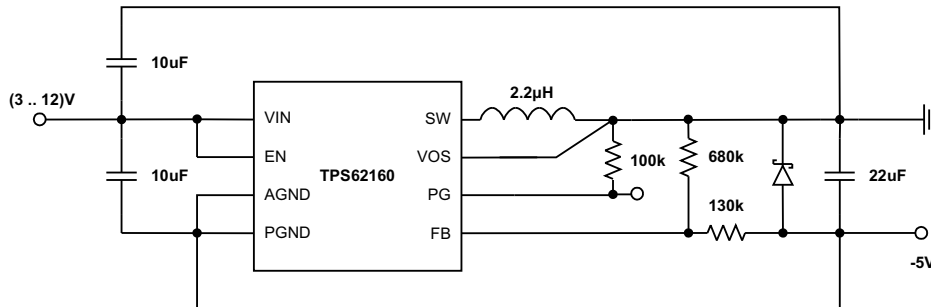 10uF
(3 .. 12)V
2.2µH
VIN
SW
EN
VOS
TPS62160
100k
680k
10uF
22uF
AGND
PG
130k
PGND
FB
-5V